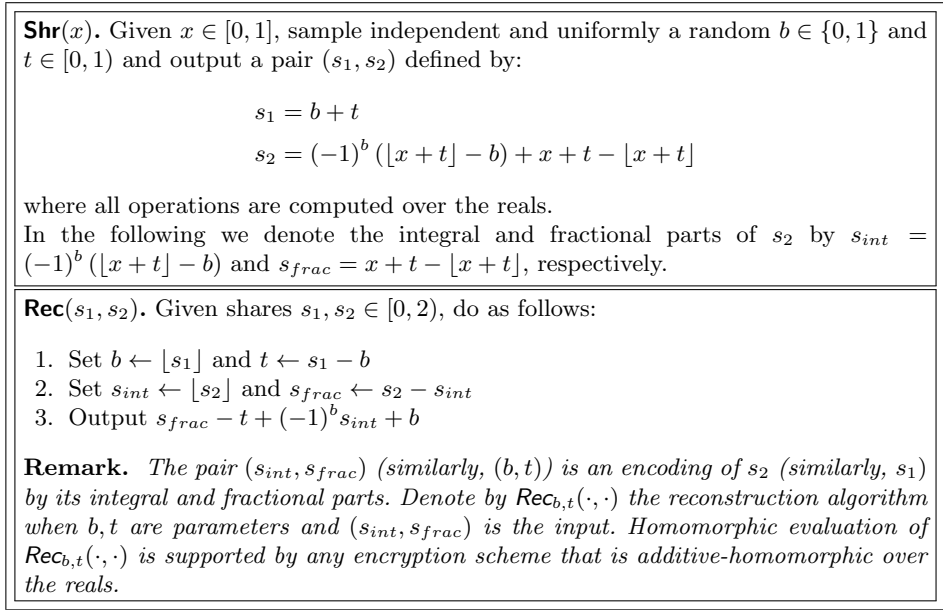 Shr(x). Given x ∈ [0, 1], sample independent and uniformly a random b ∈ {0, 1} and
t ∈ [0, 1) and output a pair (s₁, s₂) defined by:
s₁ = b + t
s₂ = (−1)ᵇ (⌊x + t⌋ − b) + x + t − ⌊x + t⌋
where all operations are computed over the reals.
In the following we denote the integral and fractional parts of s₂ by s_int =
(−1)ᵇ (⌊x + t⌋ − b) and s_frac = x + t − ⌊x + t⌋, respectively.
Rec(s₁, s₂). Given shares s₁, s₂ ∈ [0, 2), do as follows:
1. Set b ← ⌊s₁⌋ and t ← s₁ − b
2. Set s_int ← ⌊s₂⌋ and s_frac ← s₂ − s_int
3. Output s_frac − t + (−1)ᵇs_int + b
Remark. The pair (s_int, s_frac) (similarly, (b, t)) is an encoding of s₂ (similarly, s₁)
by its integral and fractional parts. Denote by Rec_b,t(·, ·) the reconstruction algorithm
when b, t are parameters and (s_int, s_frac) is the input. Homomorphic evaluation of
Rec_b,t(·, ·) is supported by any encryption scheme that is additive-homomorphic over
the reals.